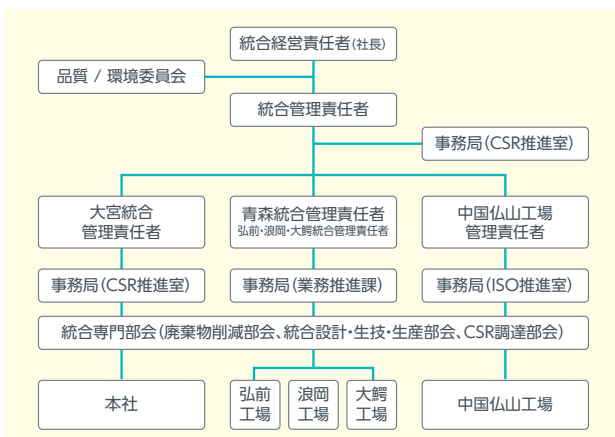 統合経営責任者(社長)
品質 / 環境委員会
統合管理責任者
事務局(CSR推進室)
大宮統合
管理責任者
青森統合管理責任者
弘前・浪岡・大鰐統合管理責任者
中国仏山工場
管理責任者
事務局(CSR推進室)
事務局(業務推進課)
事務局(ISO推進室)
統合専門部会(廃棄物削減部会、統合設計・生技・生産部会、CSR調達部会)
本社
弘前
工場
浪岡
工場
大鰐
工場
中国仏山工場